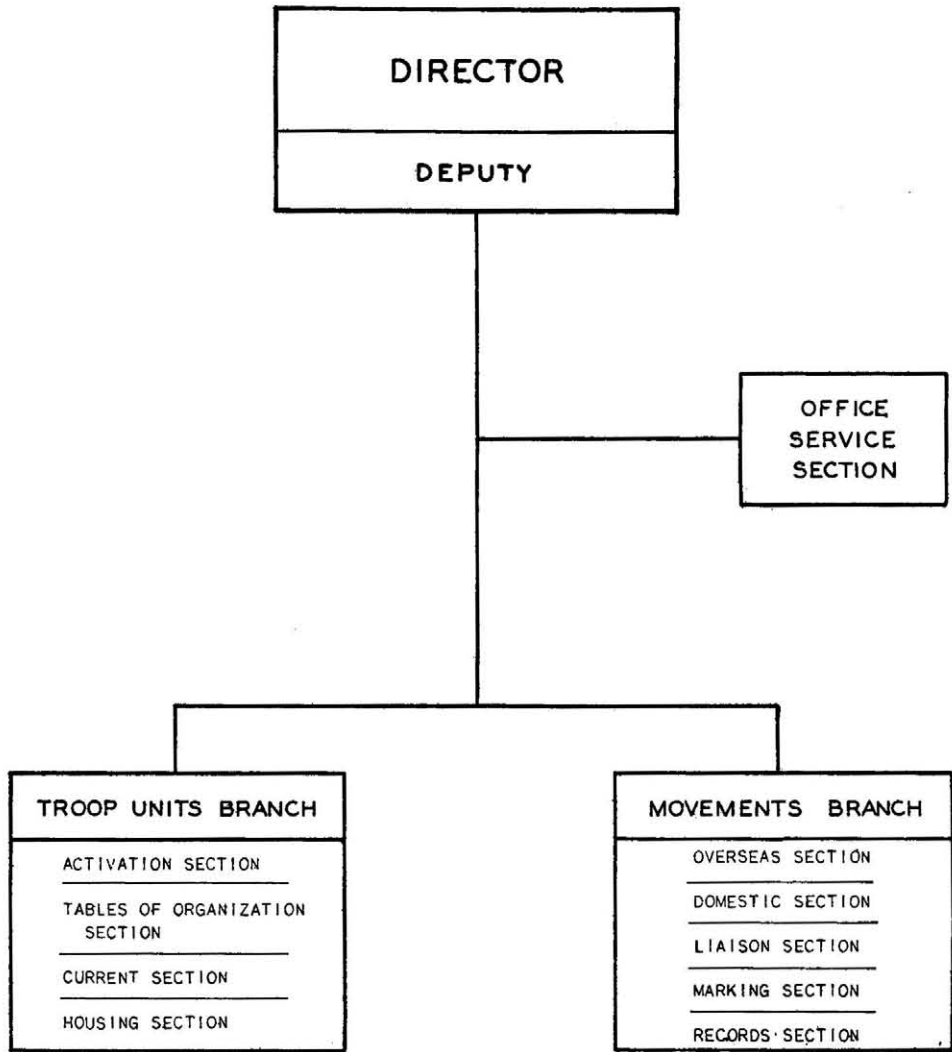 DIRECTOR
DEPUTY
OFFICE
SERVICE
SECTION
TROOP UNITS BRANCH
ACTIVATION SECTION
TABLES OF ORGANIZATION
SECTION
CURRENT SECTION
HOUSING SECTION
MOVEMENTS BRANCH
OVERSEAS SECTION
DOMESTIC SECTION
LIAISON SECTION
MARKING SECTION
RECORDS SECTION